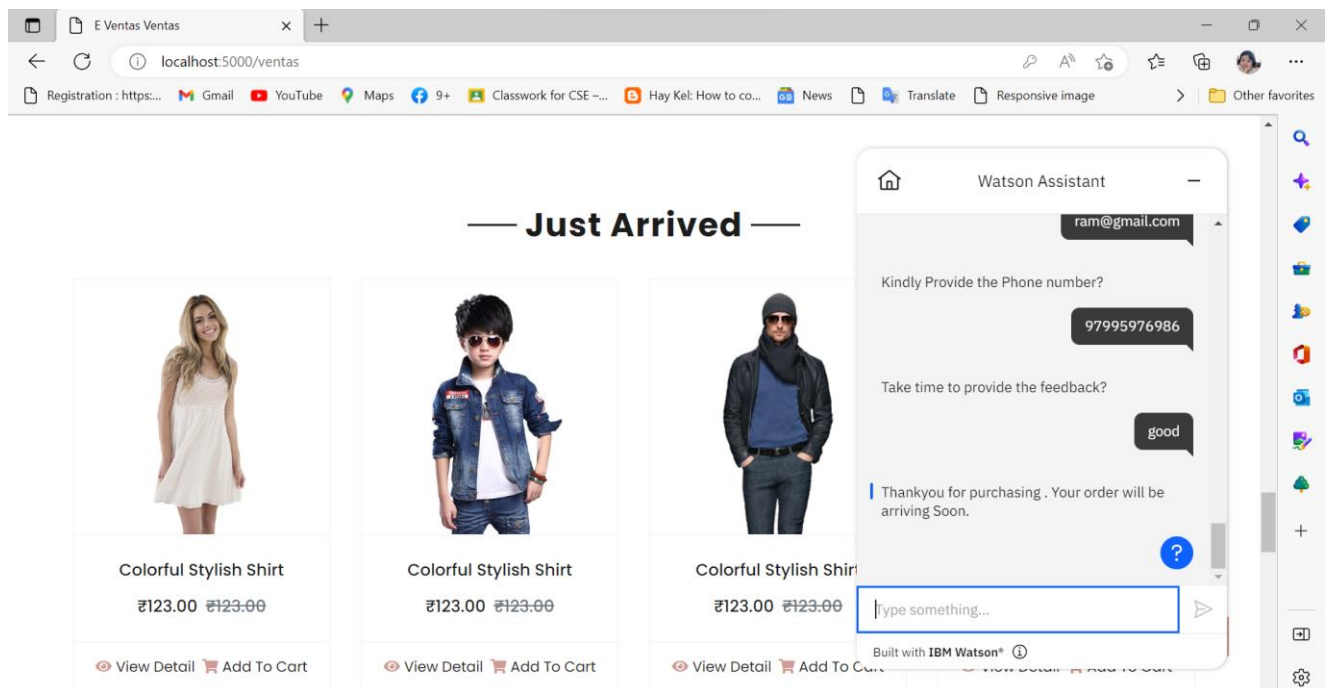 E Ventas Ventas
localhost:5000/ventas
Registration : https:... Gmail YouTube Maps 9+ Classwork for CSE –... Hay Kel: How to co... News Translate Responsive image Other favorites
Just Arrived
Colorful Stylish Shirt
₹123.00 ₹123.00
View Detail Add To Cart
Colorful Stylish Shirt
₹123.00 ₹123.00
View Detail Add To Cart
Colorful Stylish Shirt
₹123.00 ₹123.00
View Detail Add To Cart
View Detail Add To Cart
Watson Assistant
ram@gmail.com
Kindly Provide the Phone number?
97995976986
Take time to provide the feedback?
good
Thankyou for purchasing . Your order will be
arriving Soon.
?
Type something...
Built with IBM Watson®